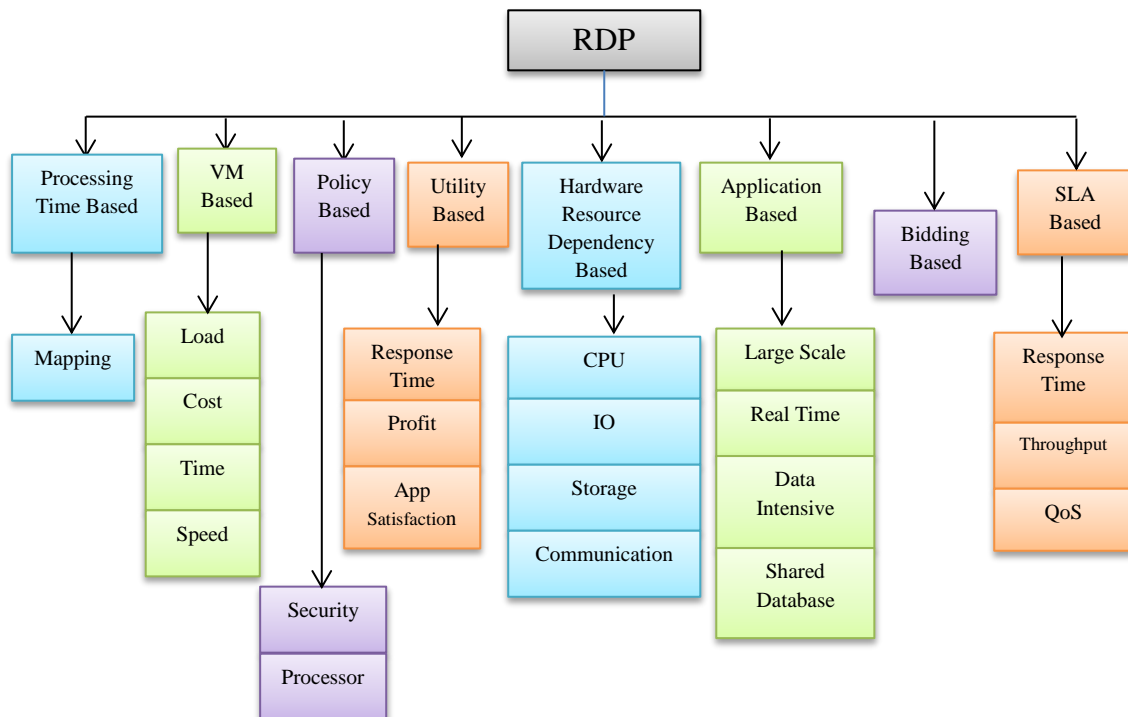 RDP
Processing
Time Based
VM
Based
Policy
Based
Utility
Based
Hardware
Resource
Dependency
Based
Application
Based
Bidding
Based
SLA
Based
Mapping
Load
Cost
Time
Speed
Security
Processor
Response
Time
Profit
App
Satisfaction
CPU
IO
Storage
Communication
Large Scale
Real Time
Data
Intensive
Shared
Database
Response
Time
Throughput
QoS